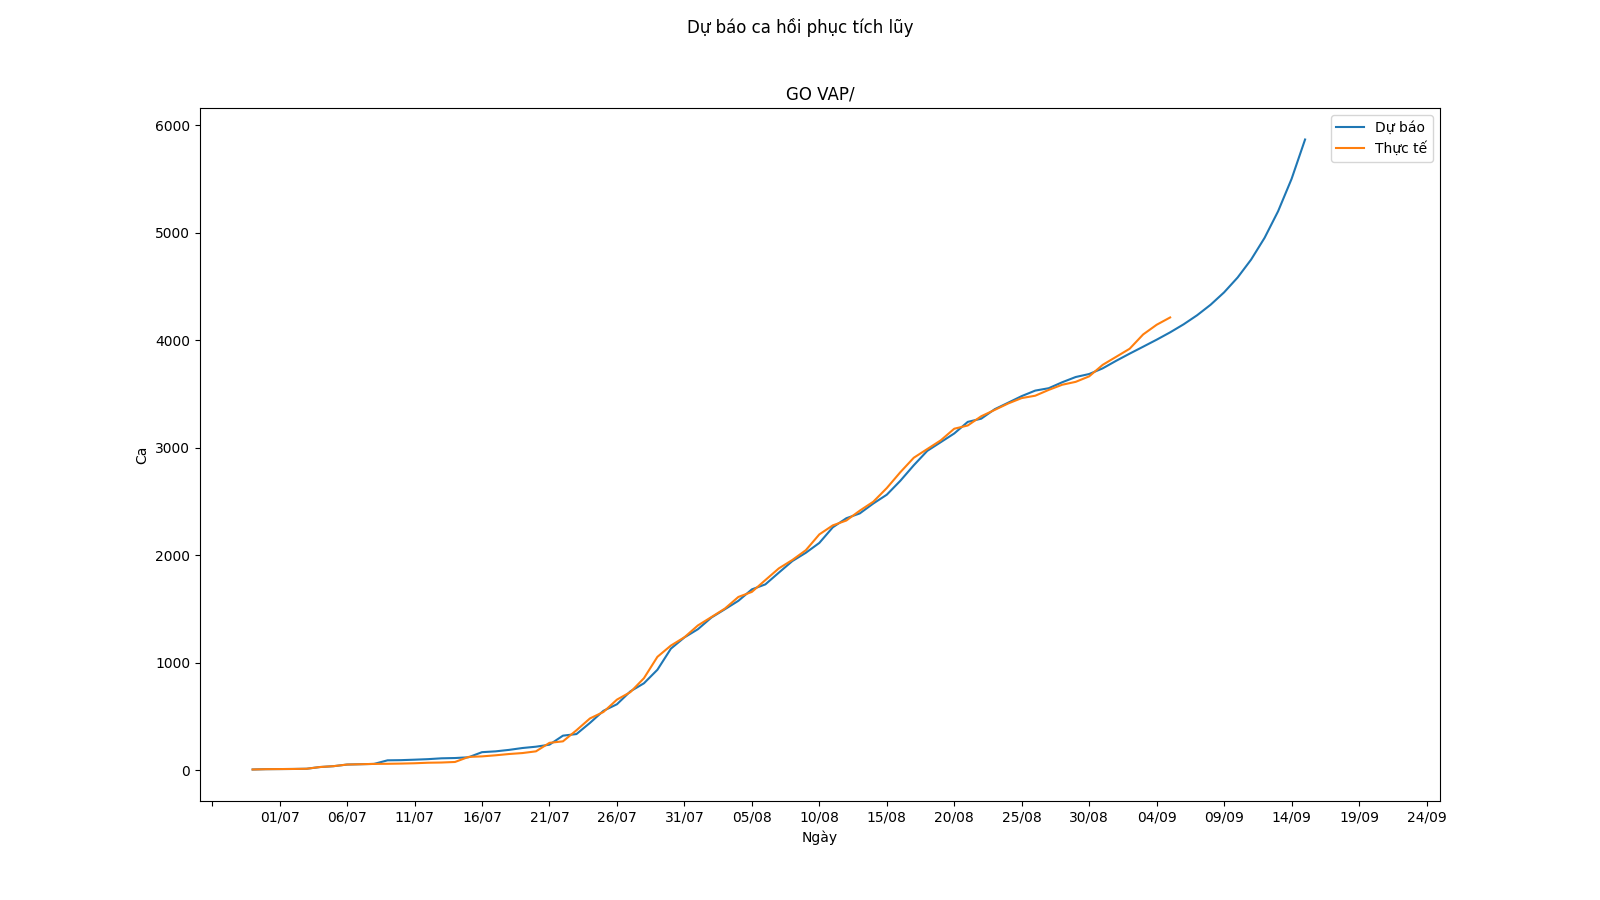 Dự báo ca hồi phục tích lũy
GO VAP/
Dự báo
Thực tế
6000
5000
4000
3000
2000
1000
0
Ca
01/07 06/07 11/07 16/07 21/07 26/07 31/07 05/08 10/08 15/08 20/08 25/08 30/08 04/09 09/09 14/09 19/09 24/09
Ngày